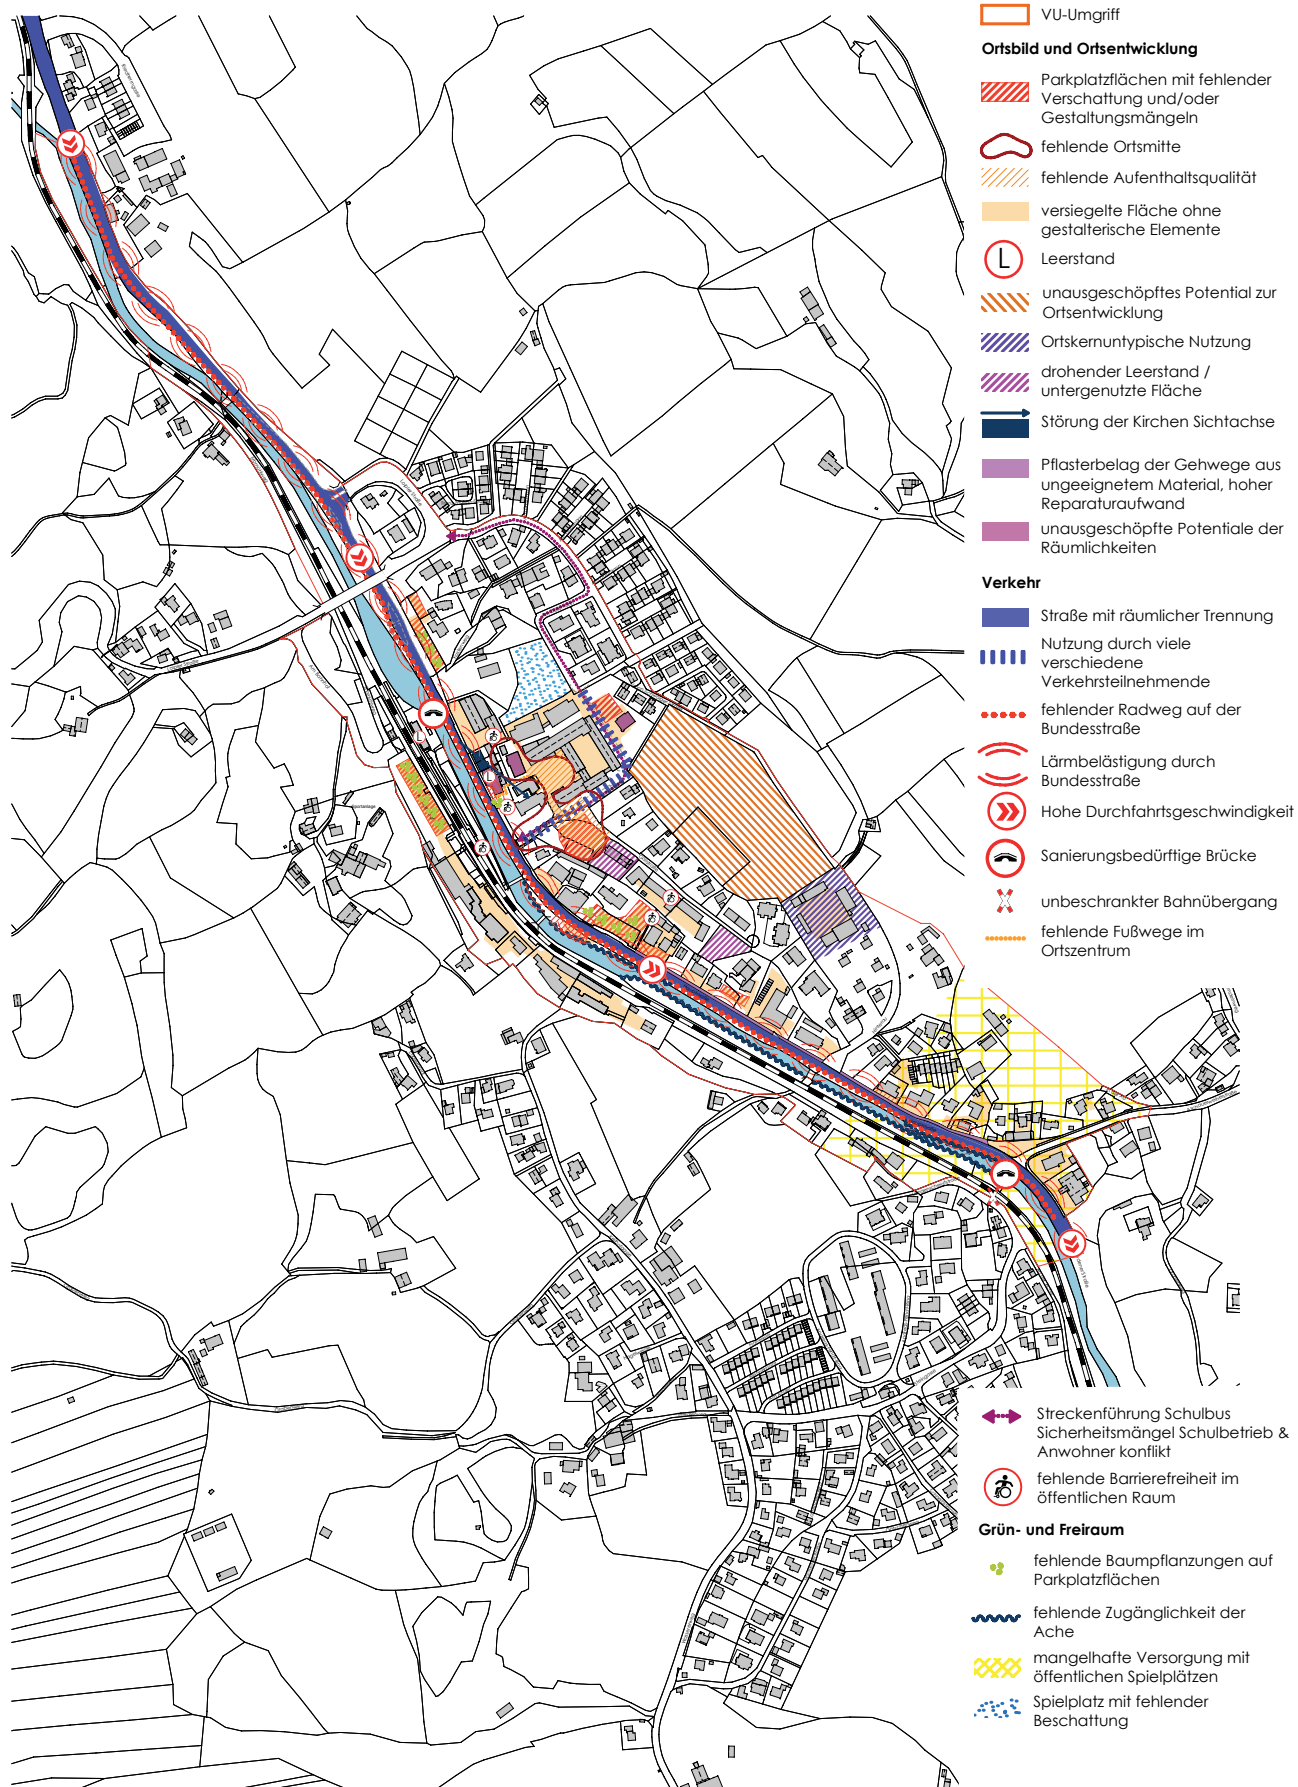 VU-Umgriff
Ortsbild und Ortsentwicklung
Parkplatzflächen mit fehlender
Verschattung und/oder
Gestaltungsmängeln
fehlende Ortsmitte
fehlende Aufenthaltsqualität
versiegelte Fläche ohne
gestalterische Elemente
L
Leerstand
unausgeschöpftes Potential zur
Ortsentwicklung
Ortskernuntypische Nutzung
drohender Leerstand /
untergenutzte Fläche
Störung der Kirchen Sichtachse
Pflasterbelag der Gehwege aus
ungeeignetem Material, hoher
Reparaturaufwand
unausgeschöpfte Potentiale der
Räumlichkeiten
Verkehr
Straße mit räumlicher Trennung
Nutzung durch viele
verschiedene
Verkehrsteilnehmende
fehlender Radweg auf der
Bundesstraße
Lärmbelästigung durch
Bundesstraße
Hohe Durchfahrtsgeschwindigkeit
Sanierungsbedürftige Brücke
unbeschrankter Bahnübergang
fehlende Fußwege im
Ortszentrum
Streckenführung Schulbus
Sicherheitsmängel Schulbetrieb &
Anwohner konflikt
fehlende Barrierefreiheit im
öffentlichen Raum
Grün- und Freiraum
fehlende Baumpflanzungen auf
Parkplatzflächen
fehlende Zugänglichkeit der
Ache
mangelhafte Versorgung mit
öffentlichen Spielplätzen
Spielplatz mit fehlender
Beschattung